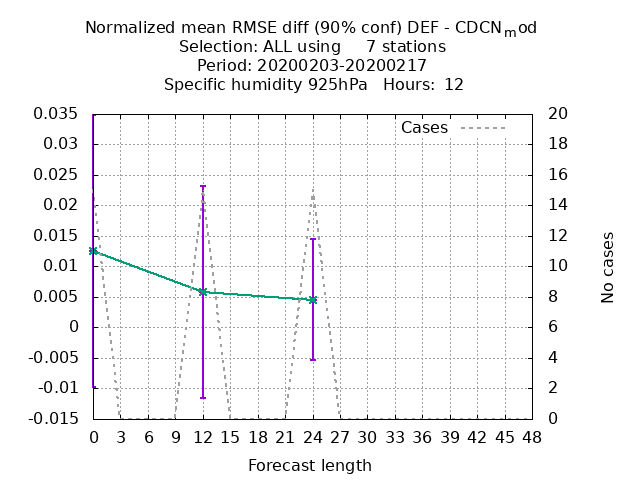 Normalized mean RMSE diff (90% conf) DEF - CDCNmod
Selection: ALL using     7 stations
Period: 20200203-20200217
Specific humidity 925hPa   Hours:  12
Cases
0.035
0.03
0.025
0.02
0.015
0.01
0.005
0
-0.005
-0.01
-0.015
20
18
16
14
12
10
8
6
4
2
0
No cases
0 3 6 9 12 15 18 21 24 27 30 33 36 39 42 45 48
Forecast length